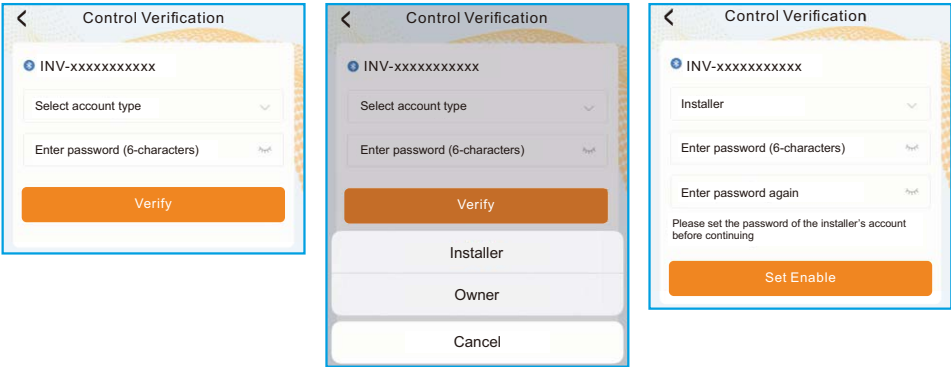 Control Verification
INV-xxxxxxxxxxx
Select account type
Enter password (6-characters)
Verify
Control Verification
INV-xxxxxxxxxxx
Select account type
Enter password (6-characters)
Verify
Installer
Owner
Cancel
Control Verification
INV-xxxxxxxxxxx
Installer
Enter password (6-characters)
Enter password again
Please set the password of the installer's account
before continuing
Set Enable